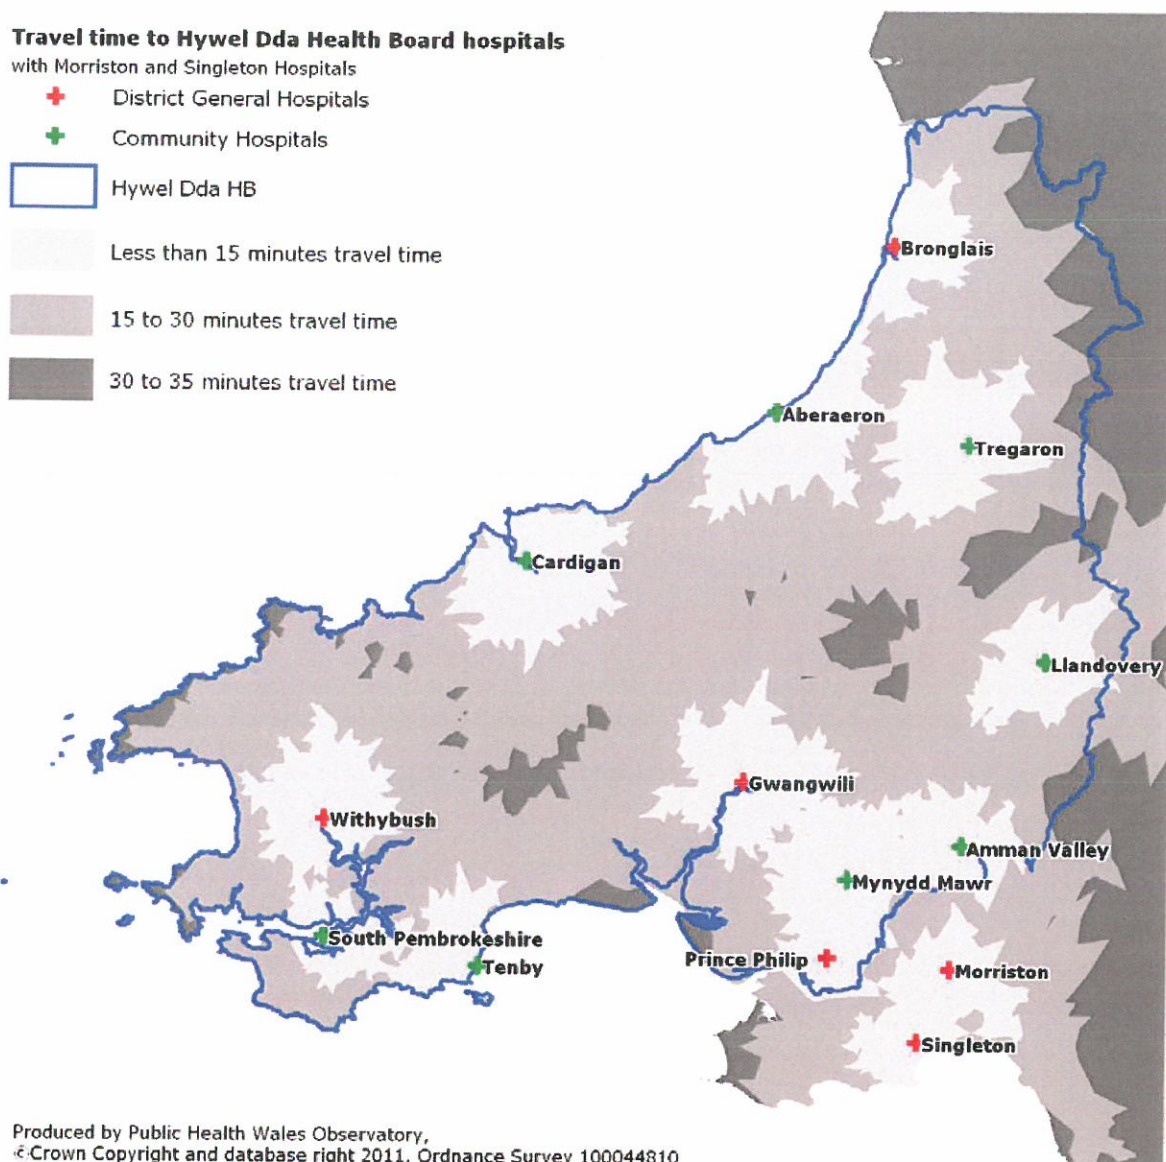 Travel time to Hywel Dda Health Board hospitals
with Morriston and Singleton Hospitals
District General Hospitals
Community Hospitals
Hywel Dda HB
Less than 15 minutes travel time
15 to 30 minutes travel time
30 to 35 minutes travel time
Bronglais
Aberaeron
Tregaron
Cardigan
Llandovery
Gwangwili
Withybush
Amman Valley
Mynydd Mawr
South Pembrokeshire
Prince Philip
Tenby
Morriston
Singleton
Produced by Public Health Wales Observatory,
© Crown Copyright and database right 2011, Ordnance Survey 100044810